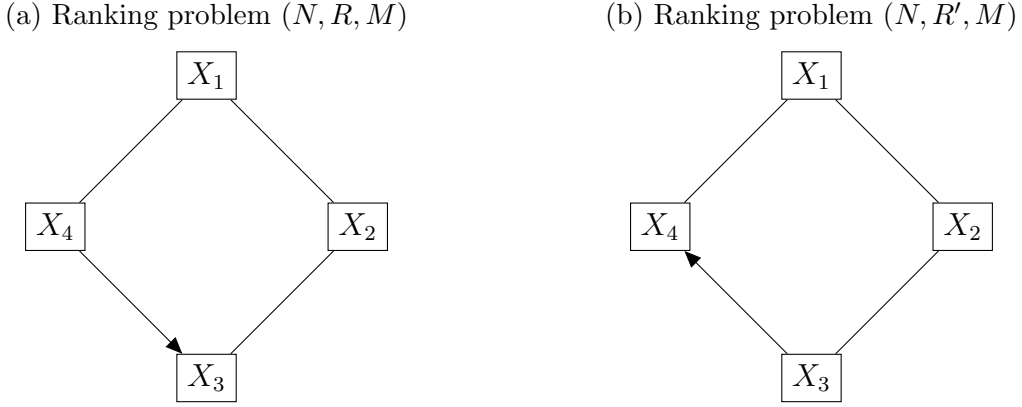 (a) Ranking problem (N, R, M)
(b) Ranking problem (N, R′, M)
X₁
X₄
X₂
X₃
X₁
X₄
X₂
X₃